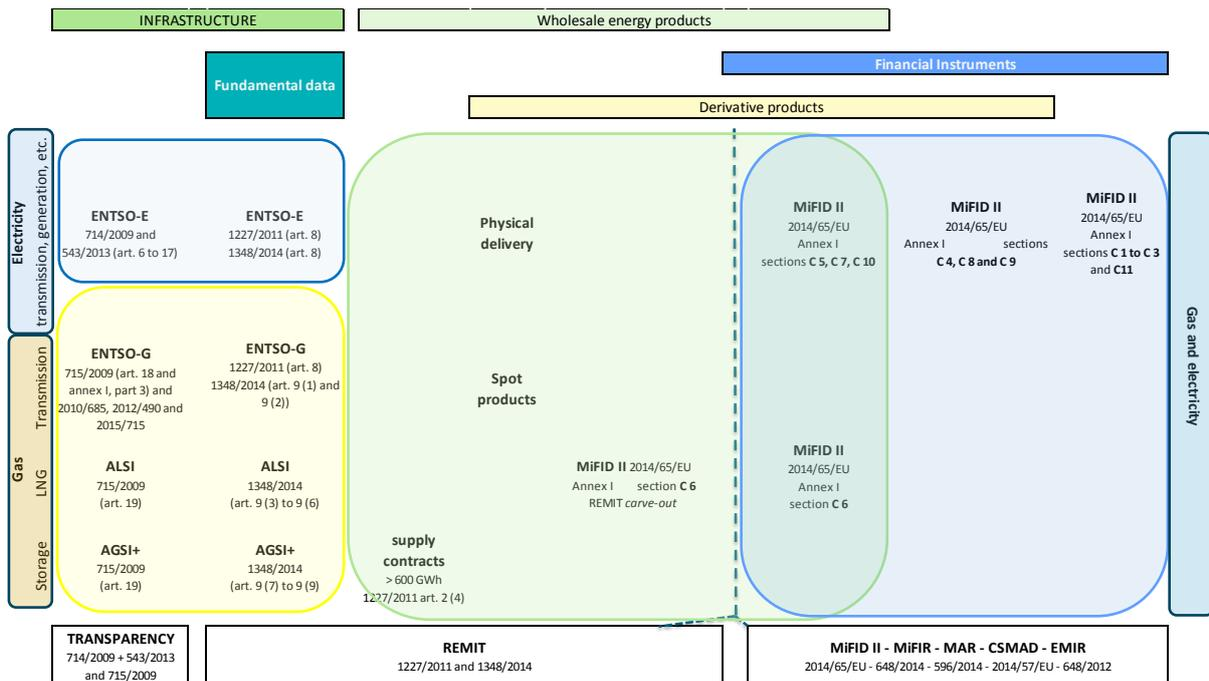 INFRASTRUCTURE
Wholesale energy products
Fundamental data
Financial Instruments
Derivative products
Electricity
transmission, generation, etc.
ENTSO-E
714/2009 and
543/2013 (art. 6 to 17)
ENTSO-E
1227/2011 (art. 8)
1348/2014 (art. 8)
Physical
delivery
MiFID II
2014/65/EU
Annex I
sections C 5, C 7, C 10
MiFID II
2014/65/EU
Annex I sections
C 4, C 8 and C 9
MiFID II
2014/65/EU
Annex I
sections C 1 to C 3
and C11
Gas and electricity
Gas
Transmission
ENTSO-G
715/2009 (art. 18 and
annex I, part 3) and
2010/685, 2012/490 and
2015/715
ENTSO-G
1227/2011 (art. 8)
1348/2014 (art. 9 (1) and
9 (2))
Spot
products
LNG
ALSI
715/2009
(art. 19)
ALSI
1348/2014
(art. 9 (3) to 9 (6)
MiFID II 2014/65/EU
Annex I section C 6
REMIT carve-out
MiFID II
2014/65/EU
Annex I
section C 6
Storage
AGSI+
715/2009
(art. 19)
AGSI+
1348/2014
(art. 9 (7) to 9 (9)
supply
contracts
> 600 GWh
1227/2011 art. 2 (4)
TRANSPARENCY
714/2009 + 543/2013
and 715/2009
REMIT
1227/2011 and 1348/2014
MiFID II - MiFIR - MAR - CSMAD - EMIR
2014/65/EU - 648/2014 - 596/2014 - 2014/57/EU - 648/2012